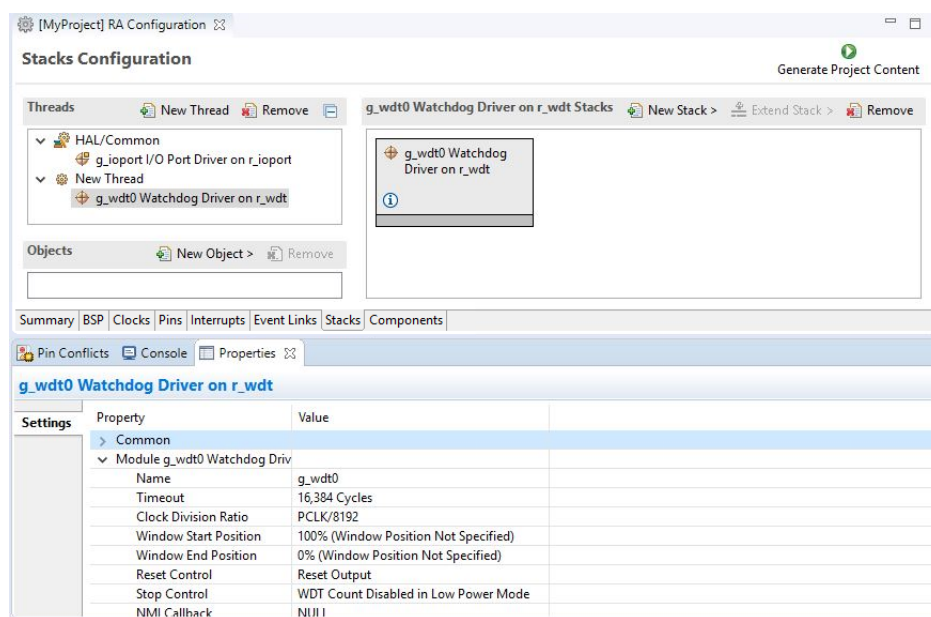 [MyProject] RA Configuration
Stacks Configuration
Generate Project Content
Threads
New Thread
Remove
HAL/Common
g_ioport I/O Port Driver on r_ioport
New Thread
g_wdt0 Watchdog Driver on r_wdt
Objects
New Object >
Remove
g_wdt0 Watchdog Driver on r_wdt Stacks
New Stack >
Extend Stack >
Remove
g_wdt0 Watchdog
Driver on r_wdt
Summary BSP Clocks Pins Interrupts Event Links Stacks Components
Pin Conflicts Console Properties
g_wdt0 Watchdog Driver on r_wdt
Settings
Property Value
Common
Module g_wdt0 Watchdog Driv
Name g_wdt0
Timeout 16,384 Cycles
Clock Division Ratio PCLK/8192
Window Start Position 100% (Window Position Not Specified)
Window End Position 0% (Window Position Not Specified)
Reset Control Reset Output
Stop Control WDT Count Disabled in Low Power Mode
NMI Callback NULL